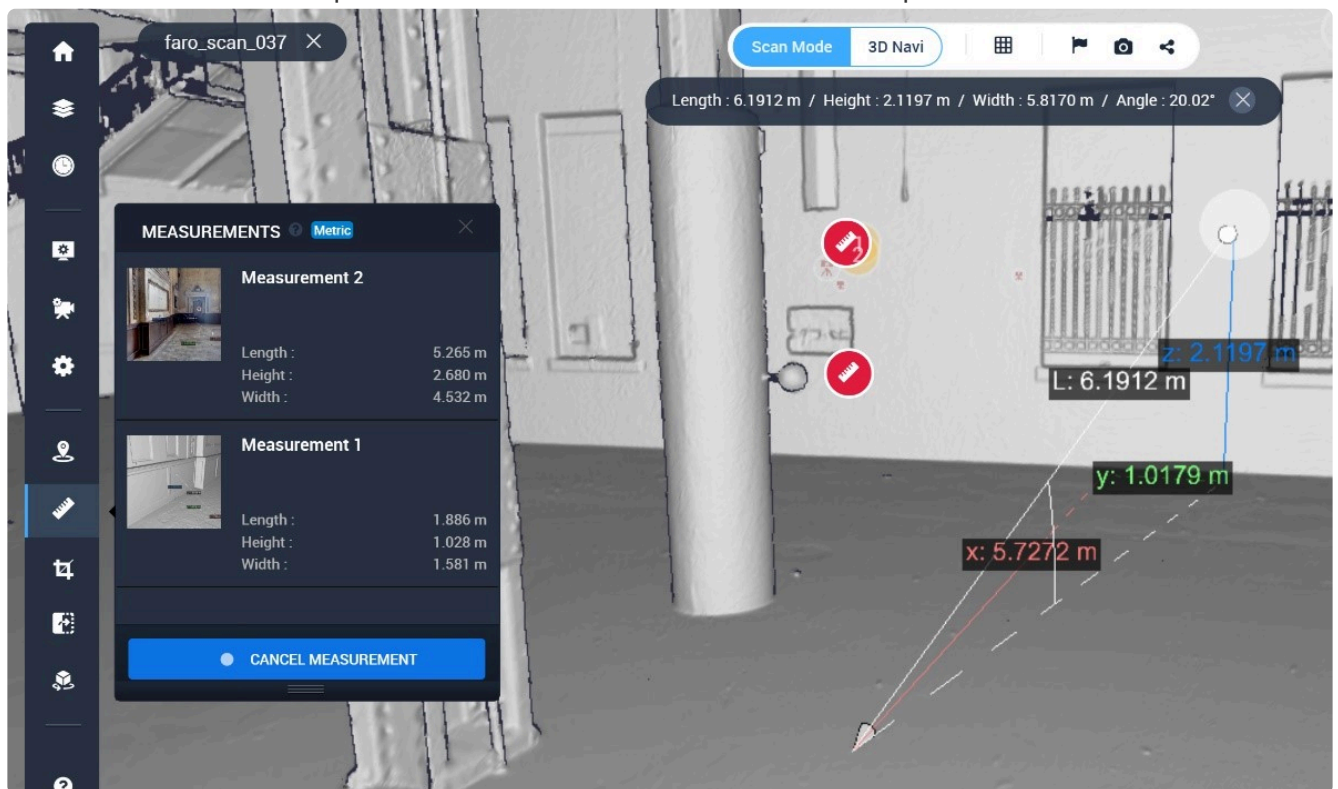 faro_scan_037
Scan Mode
3D Navi
Length : 6.1912 m / Height : 2.1197 m / Width : 5.8170 m / Angle : 20.02°
MEASUREMENTS ? Metric
Measurement 2
Length : 5.265 m
Height : 2.680 m
Width : 4.532 m
Measurement 1
Length : 1.886 m
Height : 1.028 m
Width : 1.581 m
CANCEL MEASUREMENT
2
z: 2.1197 m
L: 6.1912 m
y: 1.0179 m
x: 5.7272 m
?